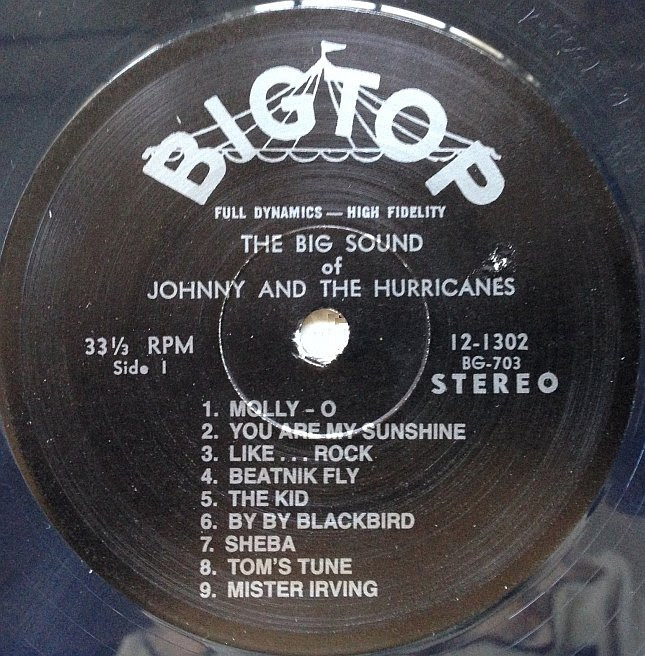 BIGTOP
FULL DYNAMICS — HIGH FIDELITY
THE BIG SOUND
of
JOHNNY AND THE HURRICANES
33⅓ RPM
Side 1
12-1302
BG-703
STEREO
1. MOLLY – O
2. YOU ARE MY SUNSHINE
3. LIKE . . . ROCK
4. BEATNIK FLY
5. THE KID
6. BY BY BLACKBIRD
7. SHEBA
8. TOM'S TUNE
9. MISTER IRVING